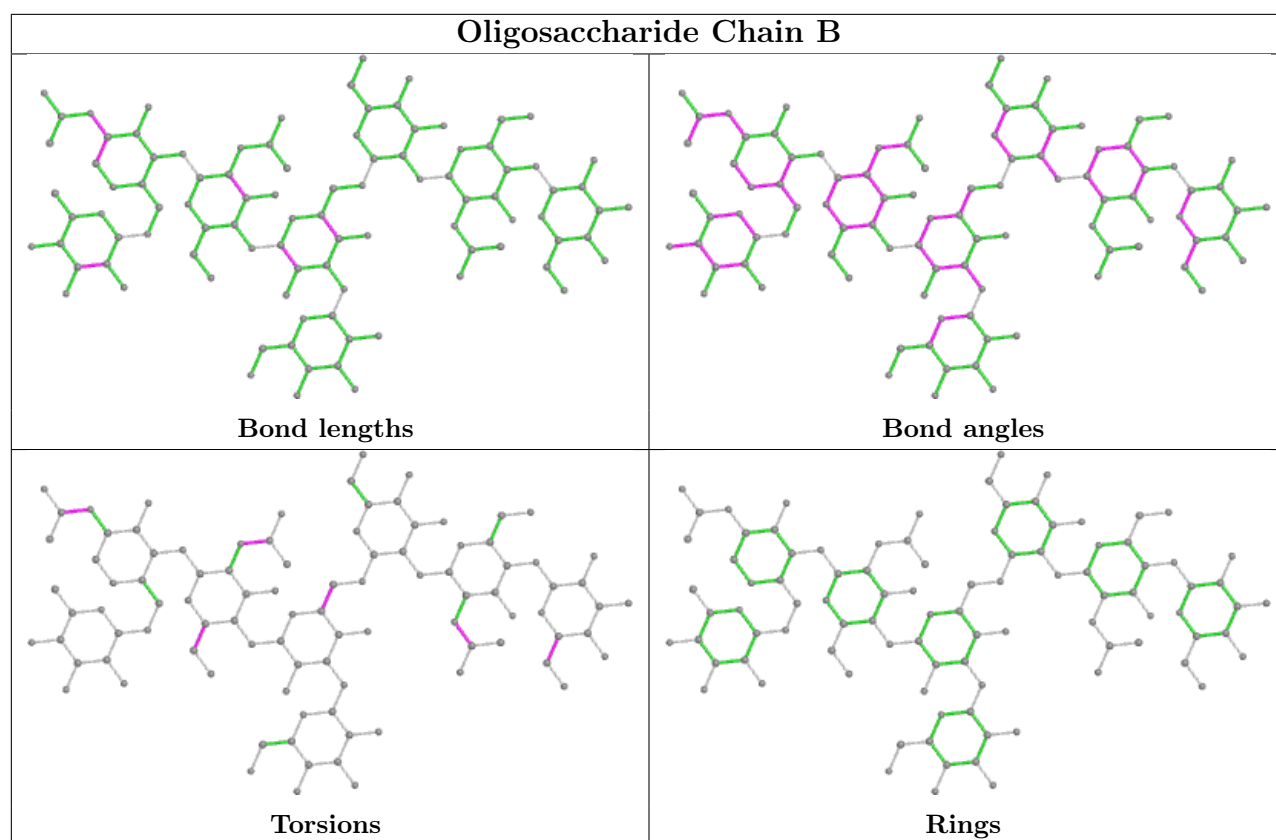 Oligosaccharide Chain B
Bond lengths
Bond angles
Torsions
Rings